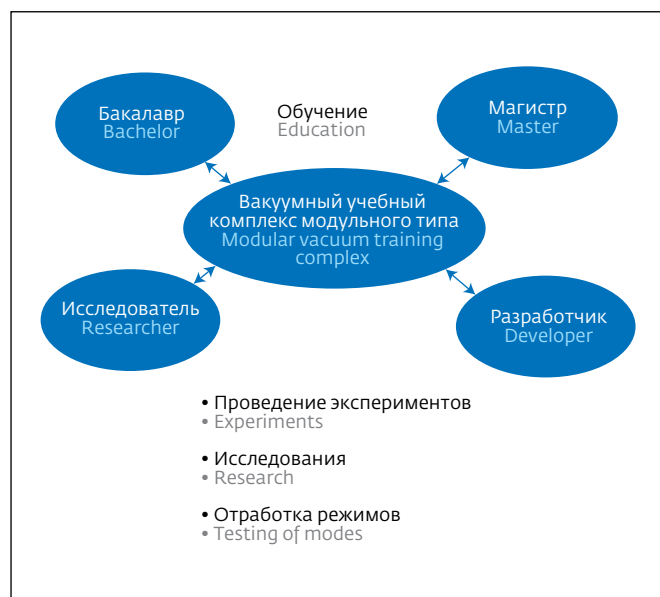 Бакалавр
Bachelor
Обучение
Education
Магистр
Master
Вакуумный учебный
комплекс модульного типа
Modular vacuum training
complex
Исследователь
Researcher
Разработчик
Developer
• Проведение экспериментов
• Experiments
• Исследования
• Research
• Отработка режимов
• Testing of modes